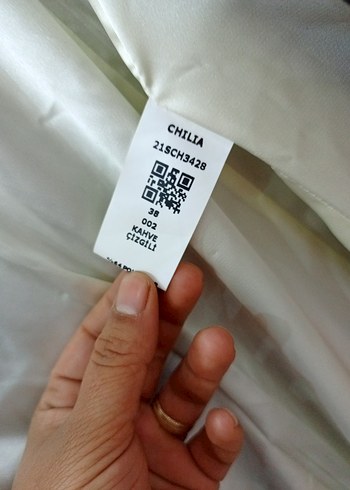 CHILIA
21SCH3428
38
002
KAHVE
ÇİZGİLİ